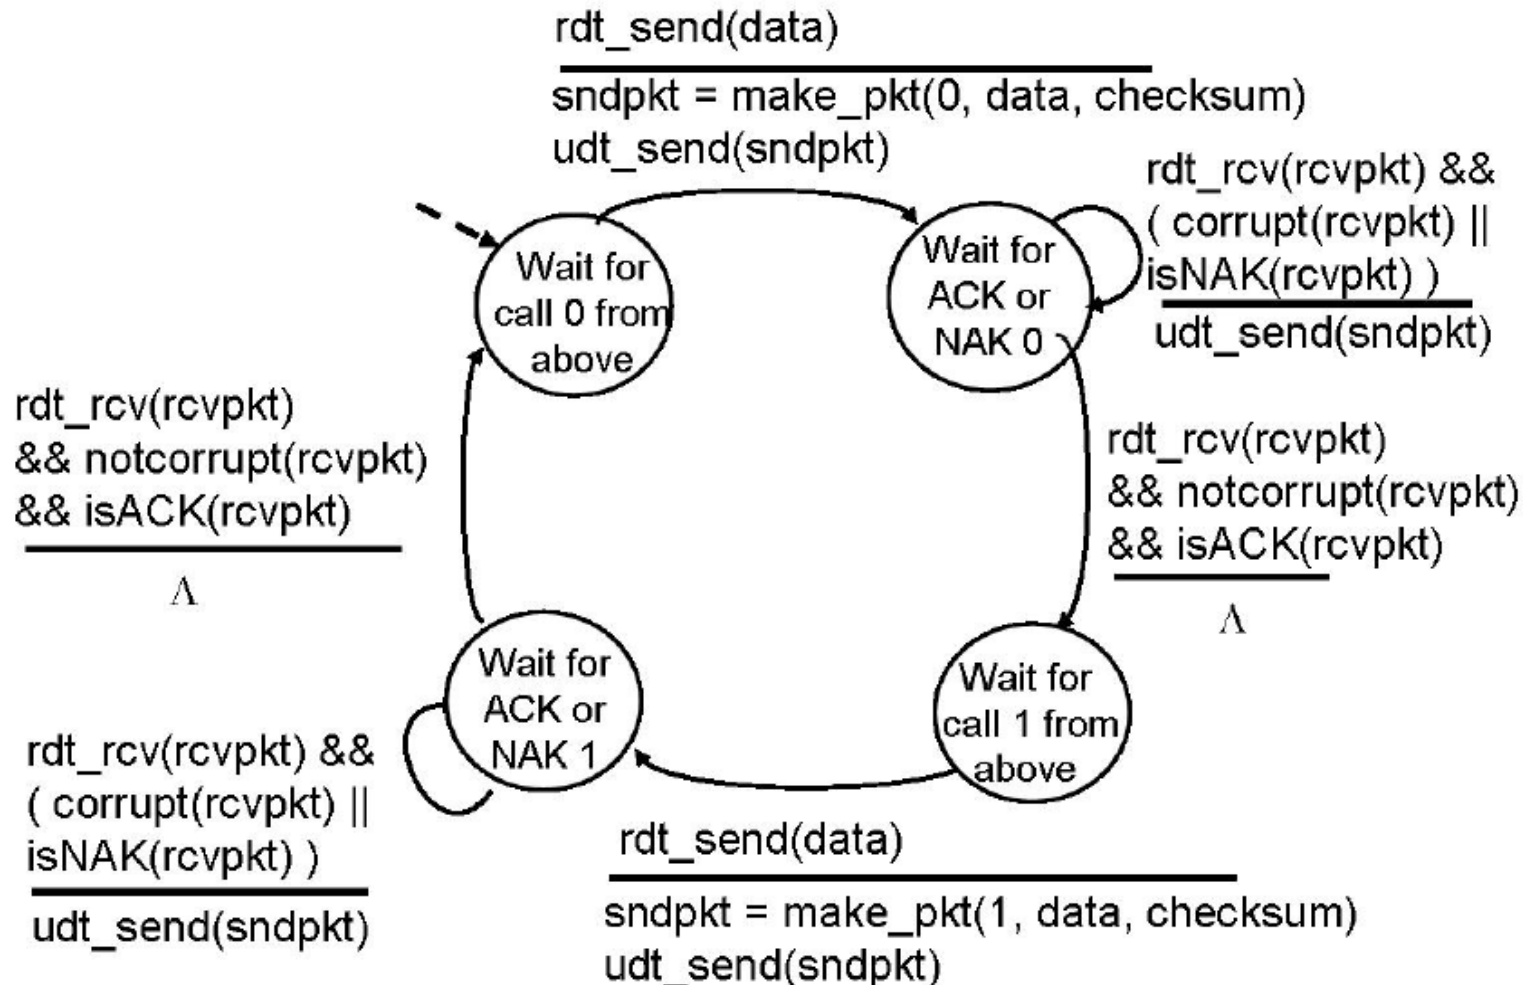 rdt_send(data)
sndpkt = make_pkt(0, data, checksum)
udt_send(sndpkt)
Wait for
call 0 from
above
Wait for
ACK or
NAK 0
rdt_rcv(rcvpkt) &&
( corrupt(rcvpkt) ||
isNAK(rcvpkt) )
udt_send(sndpkt)
rdt_rcv(rcvpkt)
&& notcorrupt(rcvpkt)
&& isACK(rcvpkt)
Λ
rdt_rcv(rcvpkt)
&& notcorrupt(rcvpkt)
&& isACK(rcvpkt)
Λ
Wait for
ACK or
NAK 1
Wait for
call 1 from
above
rdt_rcv(rcvpkt) &&
( corrupt(rcvpkt) ||
isNAK(rcvpkt) )
udt_send(sndpkt)
rdt_send(data)
sndpkt = make_pkt(1, data, checksum)
udt_send(sndpkt)